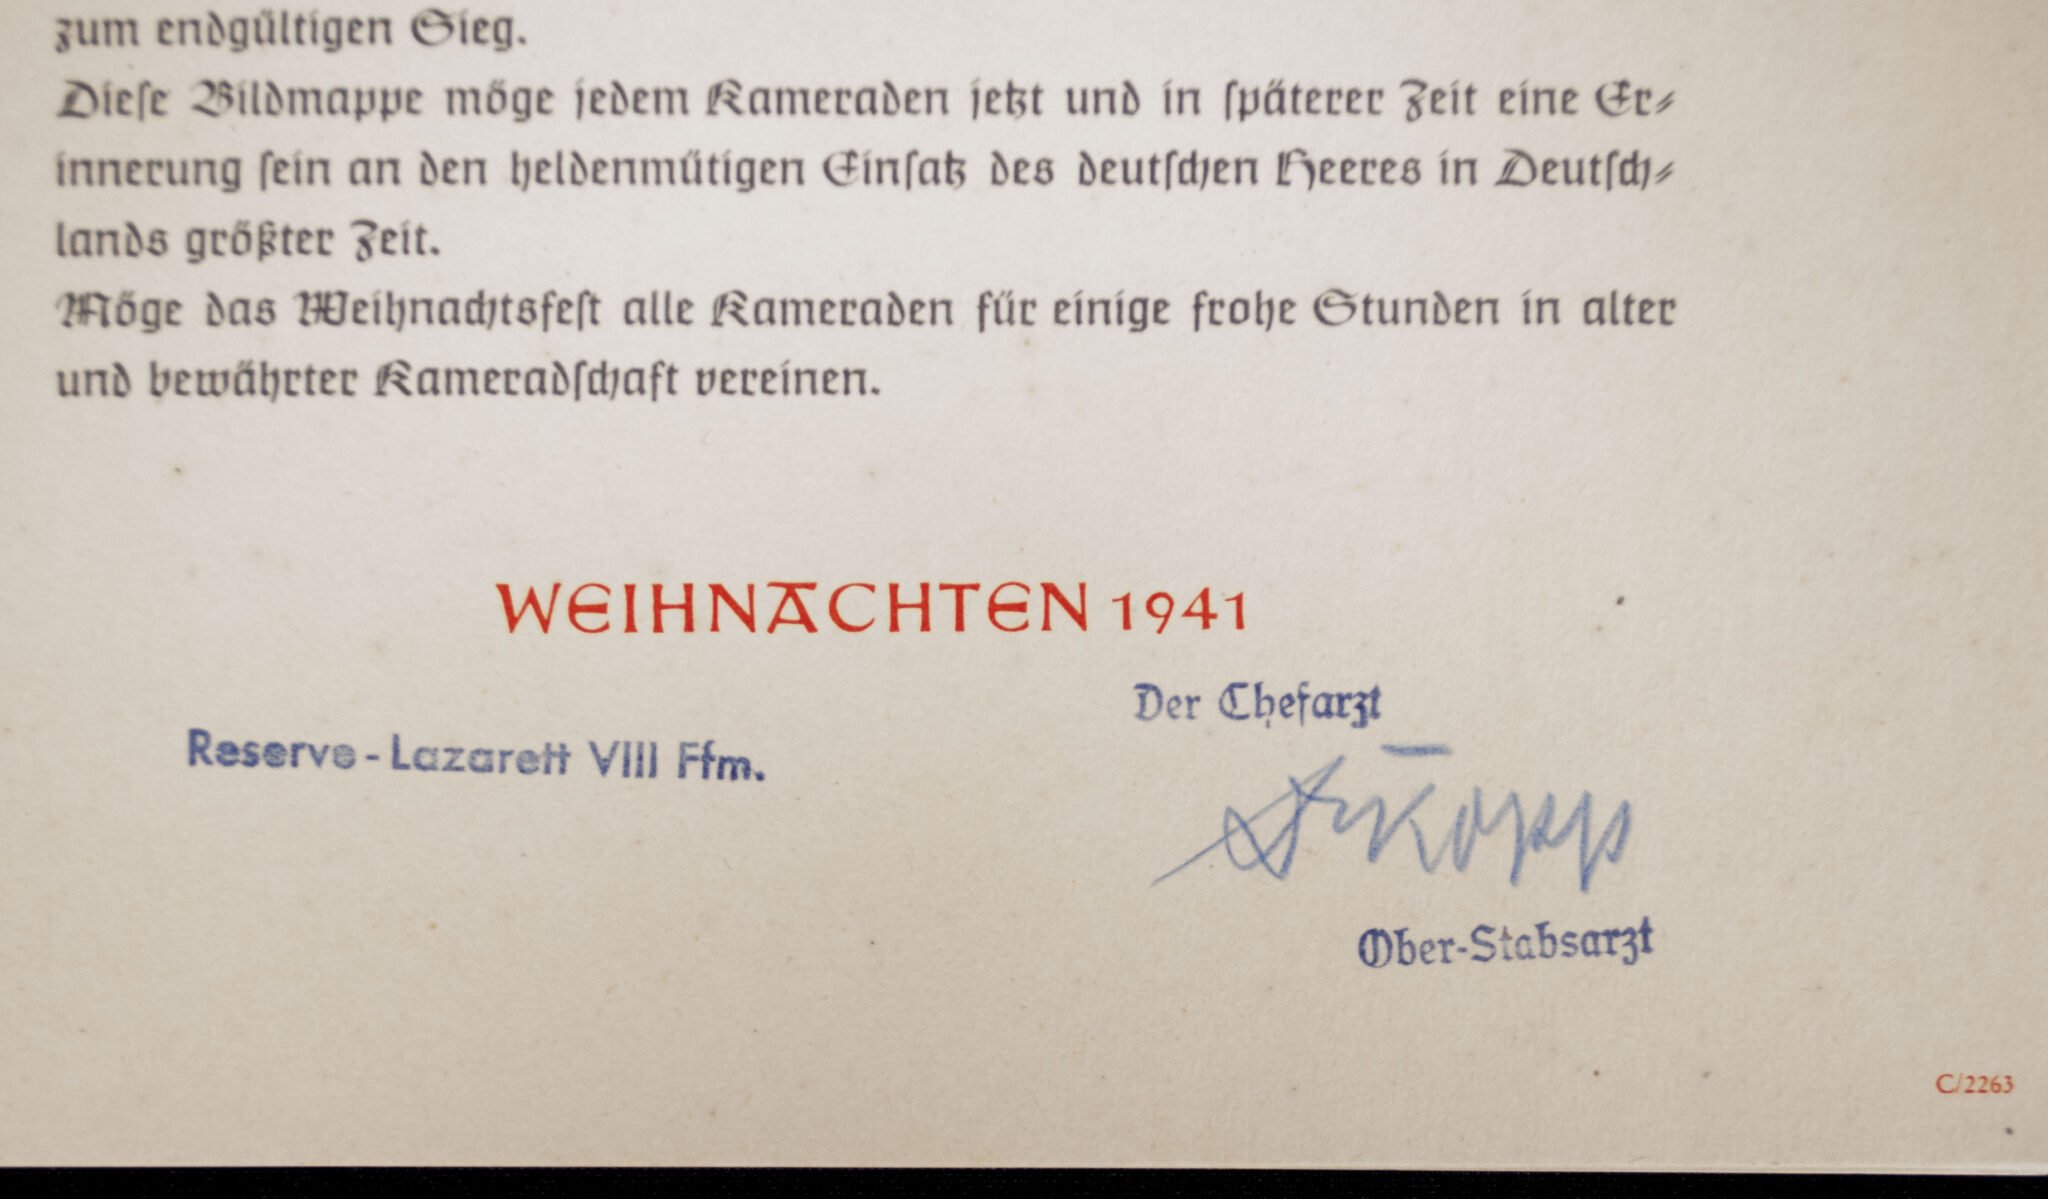 zum endgültigen Sieg.
Dieſe Bildmappe möge jedem Kameraden jetzt und in ſpäterer Zeit eine Er-
innerung ſein an den heldenmütigen Einſatz des deutſchen Heeres in Deutſch-
lands größter Zeit.
Möge das Weihnachtsfeſt alle Kameraden für einige frohe Stunden in alter
und bewährter Kameradſchaft vereinen.
WEIHNACHTEN 1941
Der Chefarzt
Reserve-Lazarett VIII Ffm.
Ober-Stabsarzt
C/2263